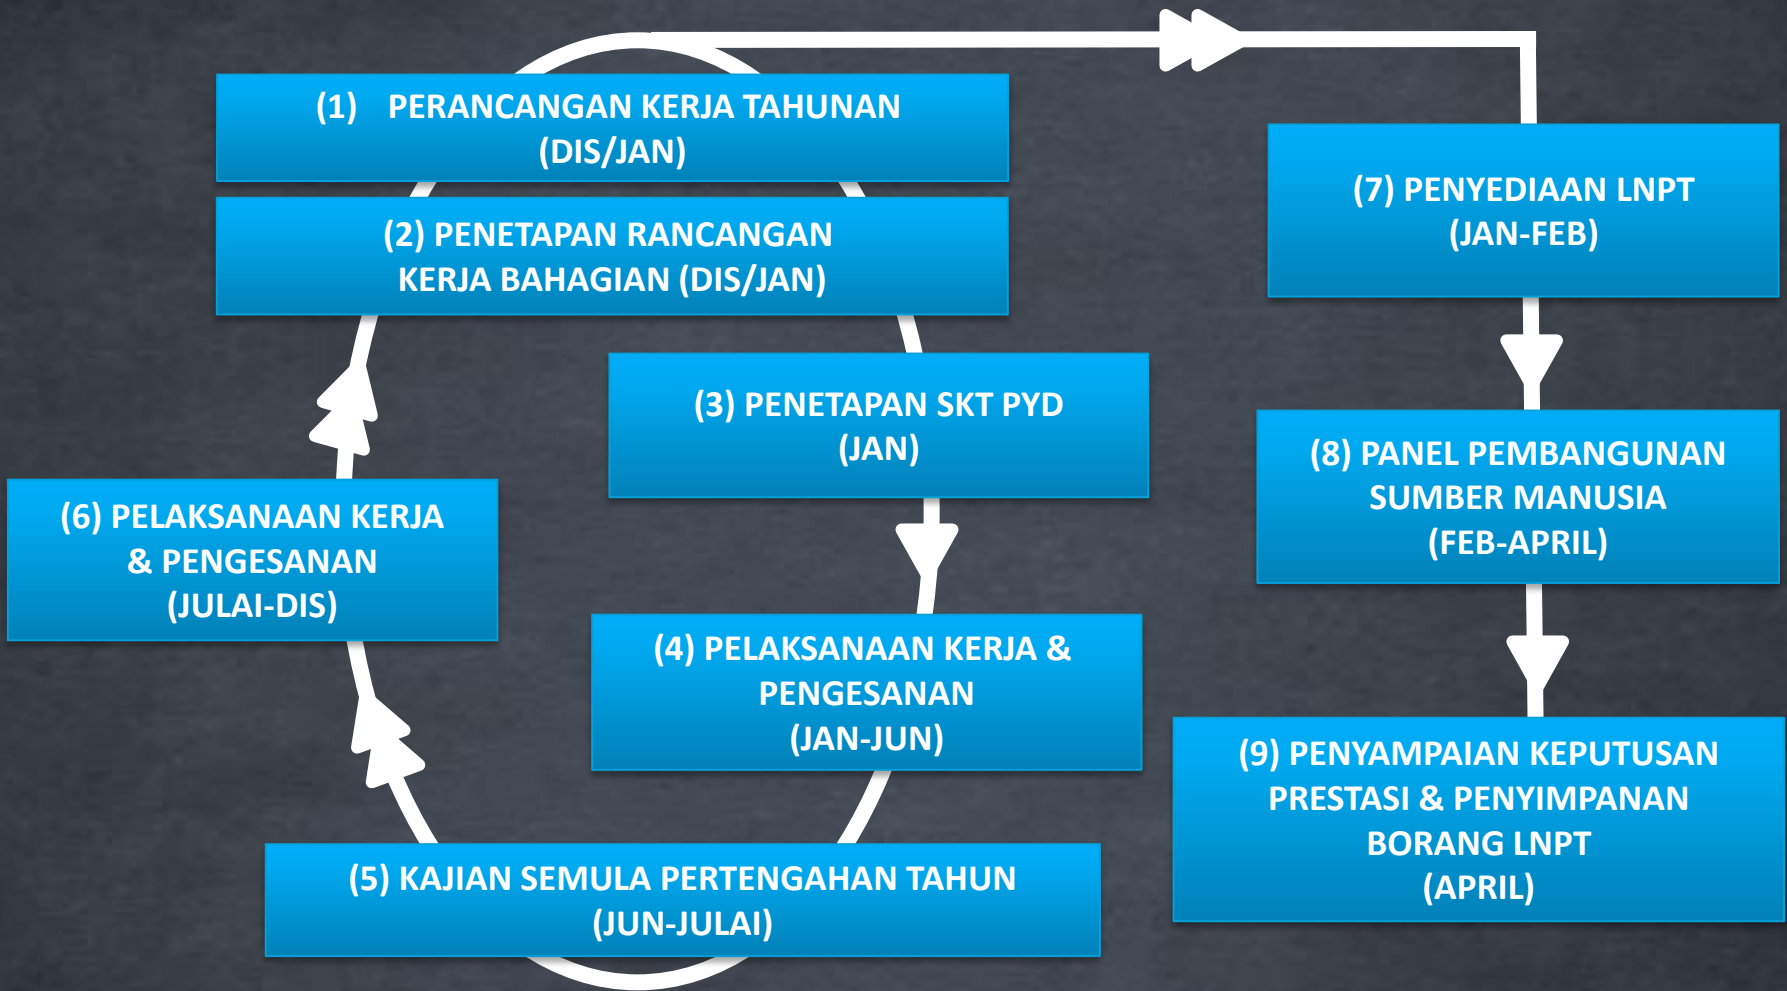 (1) PERANCANGAN KERJA TAHUNAN
(DIS/JAN)
(2) PENETAPAN RANCANGAN
KERJA BAHAGIAN (DIS/JAN)
(3) PENETAPAN SKT PYD
(JAN)
(4) PELAKSANAAN KERJA &
PENGESANAN
(JAN-JUN)
(5) KAJIAN SEMULA PERTENGAHAN TAHUN
(JUN-JULAI)
(6) PELAKSANAAN KERJA
& PENGESANAN
(JULAI-DIS)
(7) PENYEDIAAN LNPT
(JAN-FEB)
(8) PANEL PEMBANGUNAN
SUMBER MANUSIA
(FEB-APRIL)
(9) PENYAMPAIAN KEPUTUSAN
PRESTASI & PENYIMPANAN
BORANG LNPT
(APRIL)